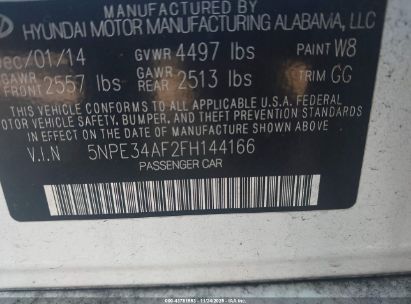 HYUNDAI MOTOR MANUFACTURING ALABAMA, LLC
Dec/01/14 GVWR 4497 lbs PAINT W8
GAWR FRONT 2557 lbs GAWR REAR 2513 lbs TRIM GG
THIS VEHICLE CONFORMS TO ALL APPLICABLE U.S.A. FEDERAL
MOTOR VEHICLE SAFETY, BUMPER, AND THEFT PREVENTION STANDARDS
IN EFFECT ON THE DATE OF MANUFACTURE SHOWN ABOVE.
V.I.N 5NPE34AF2FH144166
PASSENGER CAR